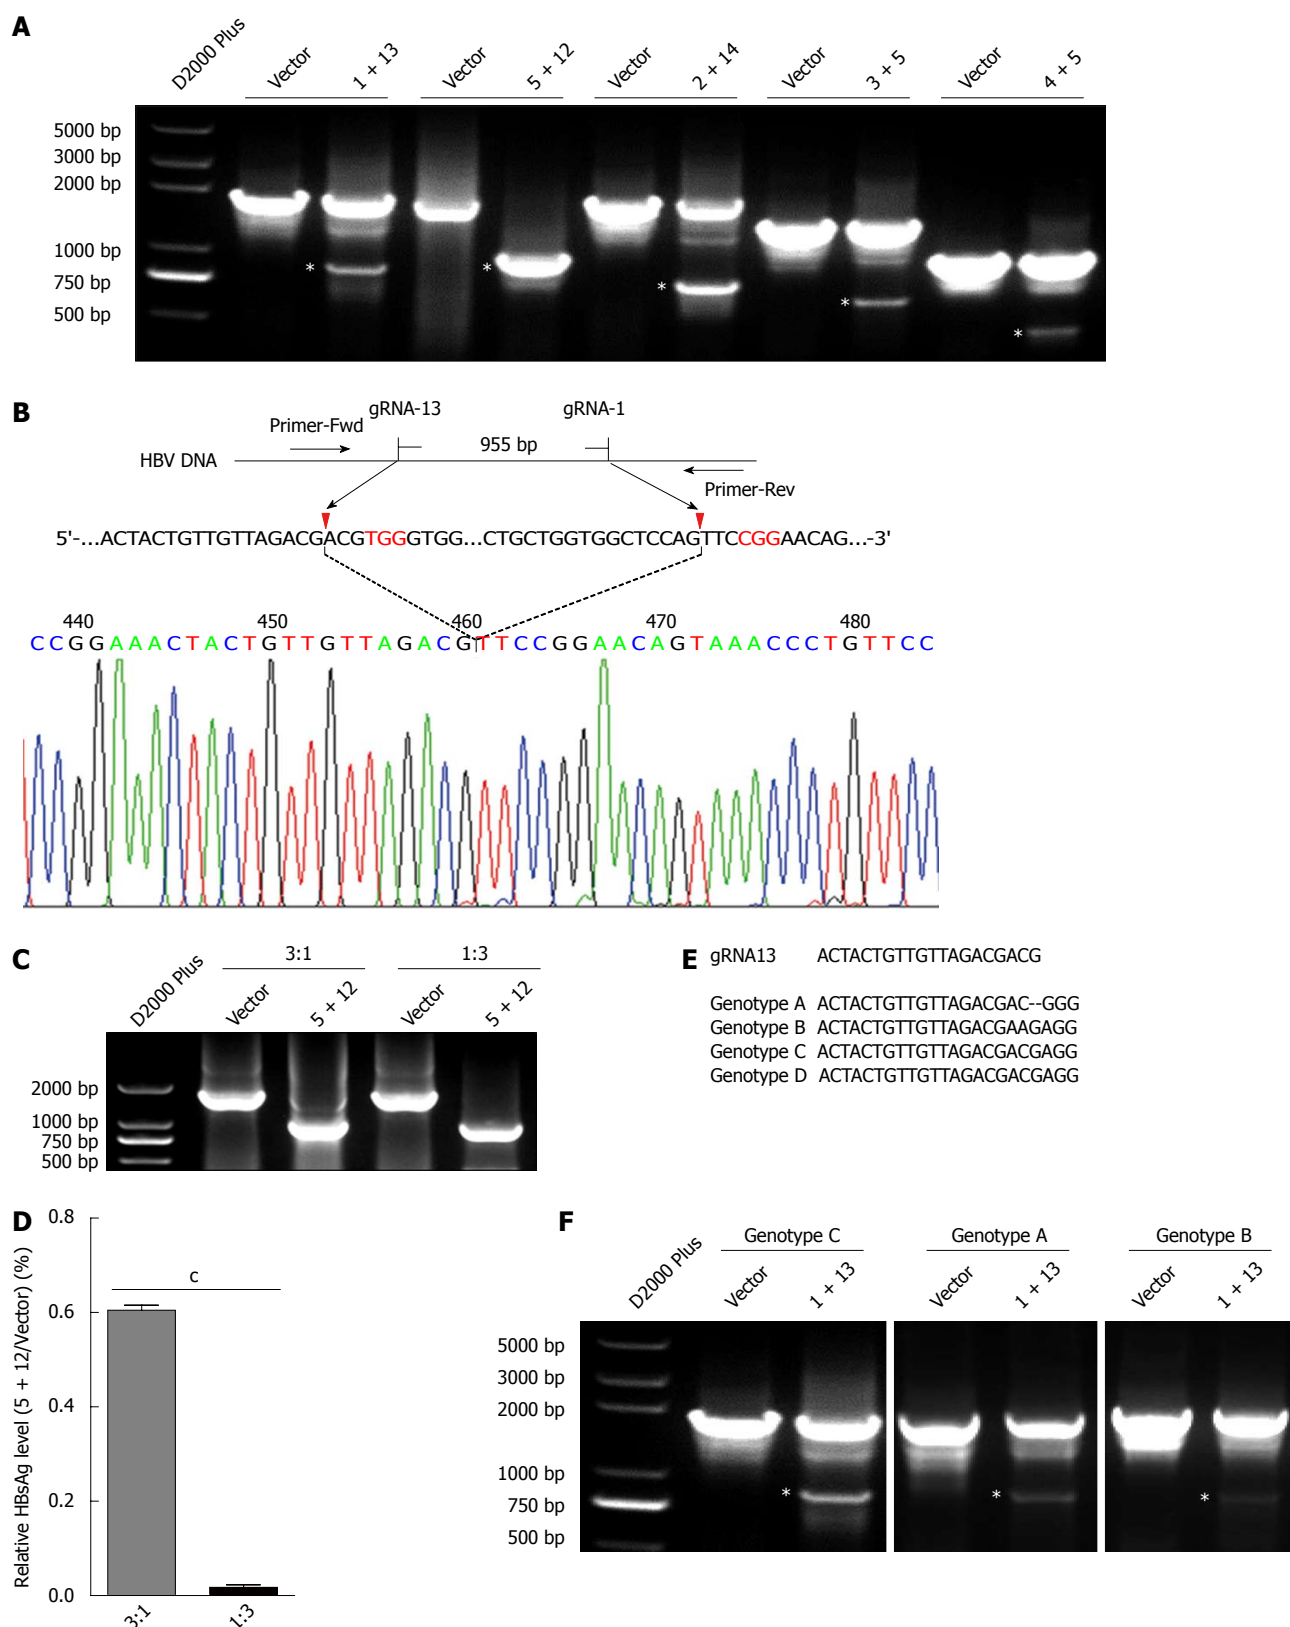 A
D2000 Plus
Vector
1 + 13
Vector
5 + 12
Vector
2 + 14
Vector
3 + 5
Vector
4 + 5
5000 bp
3000 bp
2000 bp
1000 bp
750 bp
500 bp
*
*
*
*
*
B
gRNA-13
gRNA-1
Primer-Fwd
955 bp
HBV DNA
Primer-Rev
5'-...ACTACTGTTGTTAGACGACGTGGGTGG...CTGCTGGTGGCTCCAGTTCCGGAACAG...-3'
440 450 460 470 480
CCGGAAACTACTGTTGTTAGACGTTCCGGAACAGTAAACCCTGTTCC
C
3:1
1:3
D2000 Plus
Vector
5 + 12
Vector
5 + 12
2000 bp
1000 bp
750 bp
500 bp
E
gRNA13 ACTACTGTTGTTAGACGACG
Genotype A ACTACTGTTGTTAGACGAC--GGG
Genotype B ACTACTGTTGTTAGACGAAGAGG
Genotype C ACTACTGTTGTTAGACGACGAGG
Genotype D ACTACTGTTGTTAGACGACGAGG
D
Relative HBsAg level (5 + 12/Vector) (%)
0.8
0.6
0.4
0.2
0.0
c
3:1
1:3
F
Genotype C
Genotype A
Genotype B
D2000 Plus
Vector
1 + 13
Vector
1 + 13
Vector
1 + 13
5000 bp
3000 bp
2000 bp
1000 bp
750 bp
500 bp
*
*
*